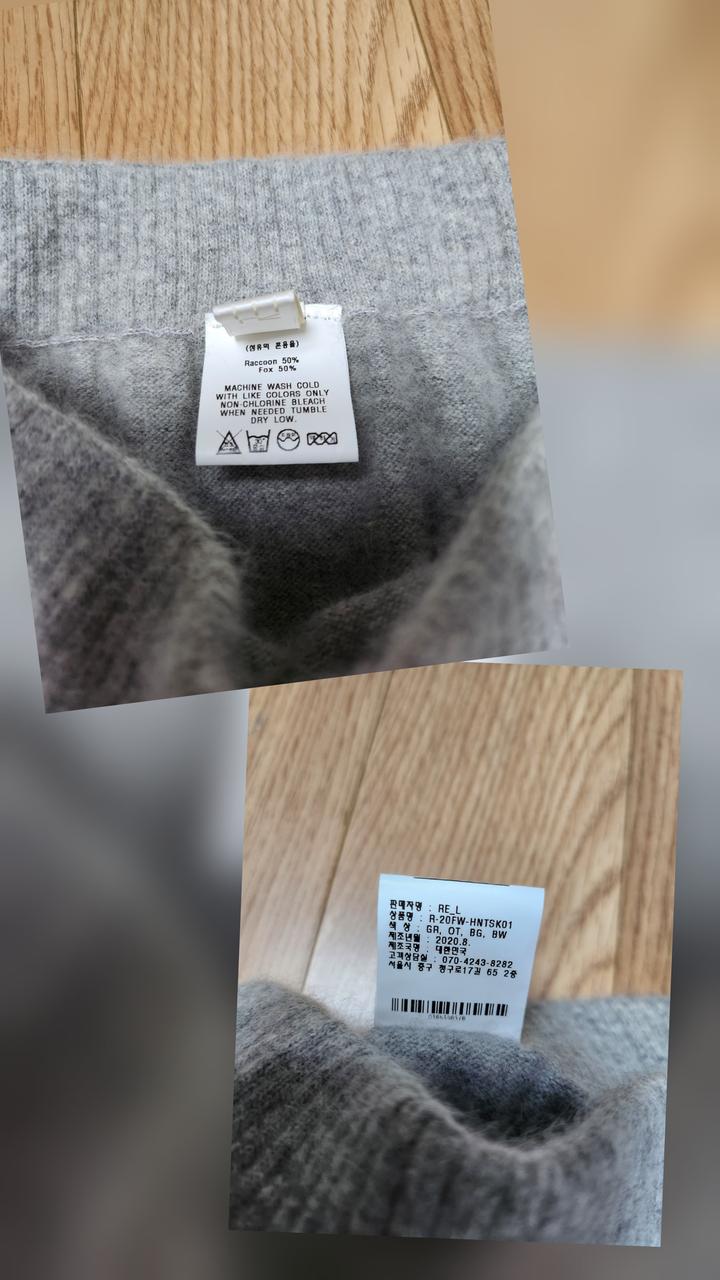 (섬유의 혼용율)
Raccoon 50%
Fox 50%
MACHINE WASH COLD
WITH LIKE COLORS ONLY
NON-CHLORINE BLEACH
WHEN NEEDED TUMBLE
DRY LOW.
판매자명 : RE_L
상품명 : R-20FW-HNTSK01
색 상 : GR, OT, BG, BW
제조년월 : 2020.8.
제조국명 : 대한민국
고객상담실 : 070-4243-8282
서울시 중구 청구로17길 65 2층